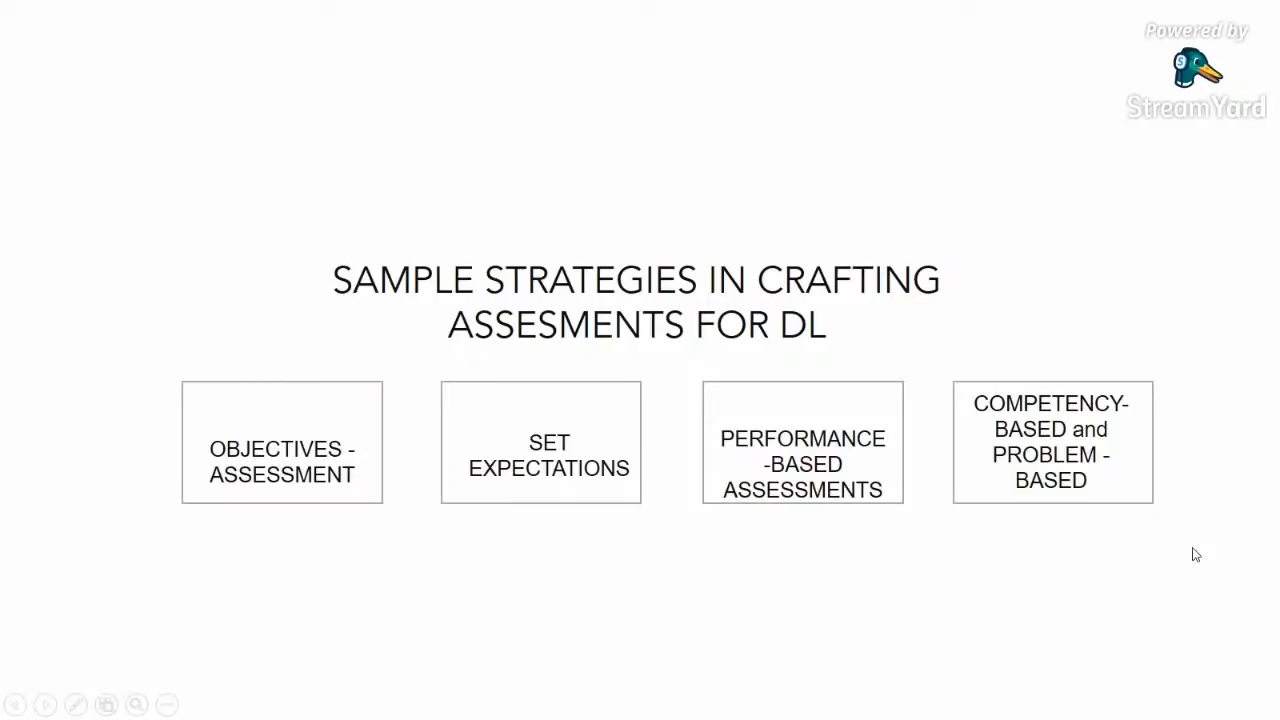 Powered by
StreamYard
SAMPLE STRATEGIES IN CRAFTING
ASSESMENTS FOR DL
OBJECTIVES -
ASSESSMENT
SET
EXPECTATIONS
PERFORMANCE
-BASED
ASSESSMENTS
COMPETENCY-
BASED and
PROBLEM -
BASED